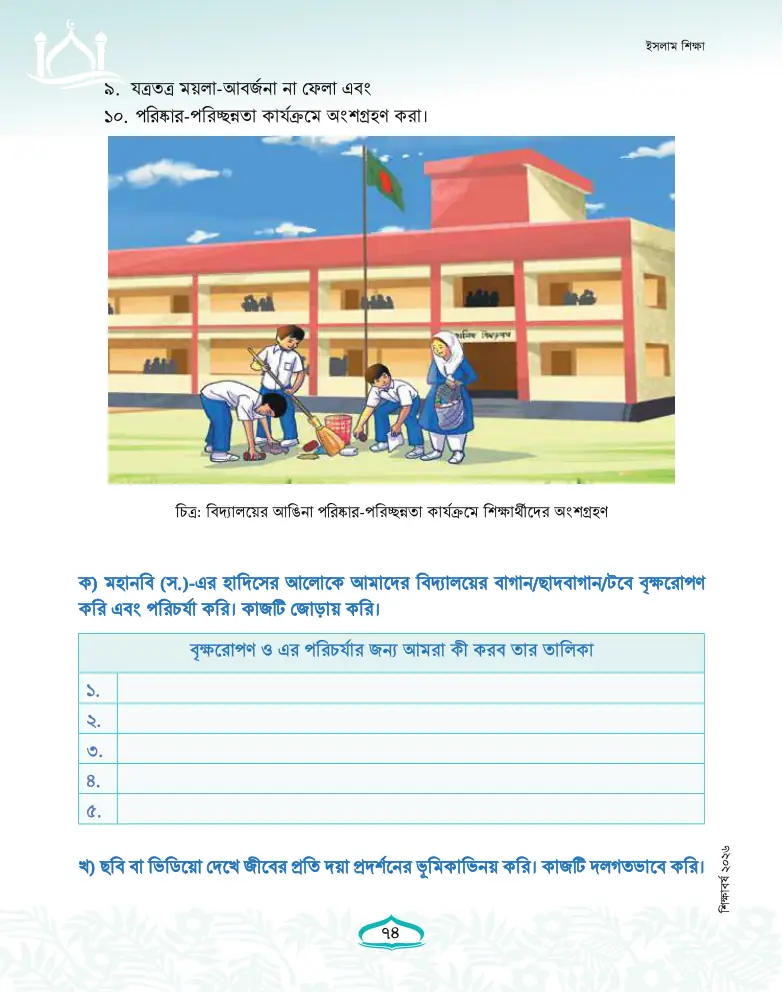 ইসলাম শিক্ষা
৯. যত্রতত্র ময়লা-আবর্জনা না ফেলা এবং
১০. পরিষ্কার-পরিচ্ছন্নতা কার্যক্রমে অংশগ্রহণ করা।
চিত্র: বিদ্যালয়ের আঙিনা পরিষ্কার-পরিচ্ছন্নতা কার্যক্রমে শিক্ষার্থীদের অংশগ্রহণ
ক) মহানবি (স.)-এর হাদিসের আলোকে আমাদের বিদ্যালয়ের বাগান/ছাদবাগান/টবে বৃক্ষরোপণ
করি এবং পরিচর্যা করি। কাজটি জোড়ায় করি।
বৃক্ষরোপণ ও এর পরিচর্যার জন্য আমরা কী করব তার তালিকা
১.
২.
৩.
৪.
৫.
খ) ছবি বা ভিডিয়ো দেখে জীবের প্রতি দয়া প্রদর্শনের ভূমিকাভিনয় করি। কাজটি দলগতভাবে করি।
শিক্ষাবর্ষ ২০২৬
৭৪